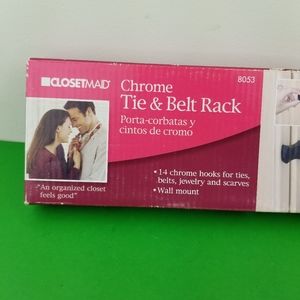 CLOSETMAID
Chrome
Tie & Belt Rack
Porta-corbatas y
cintos de cromo
8053
• 14 chrome hooks for ties,
belts, jewelry and scarves
• Wall mount
"An organized closet
feels good"